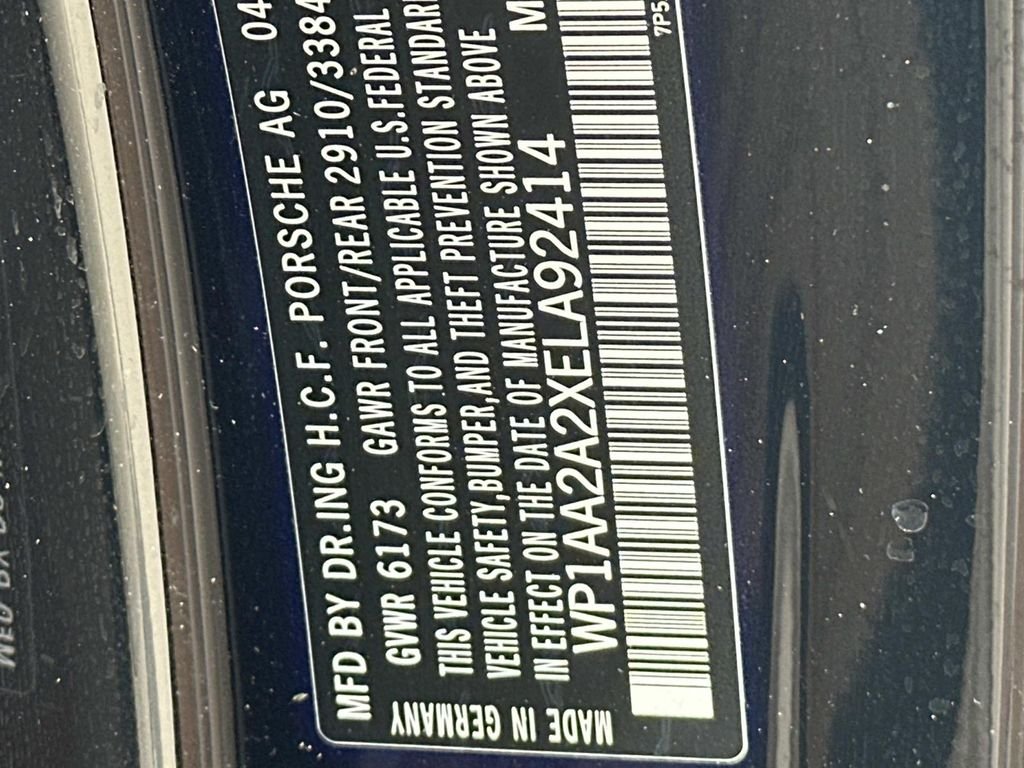 MFD BY DR.ING H.C.F. PORSCHE AG 04
GVWR 6173 GAWR FRONT/REAR 2910/3384
THIS VEHICLE CONFORMS TO ALL APPLICABLE U.S.FEDERAL
VEHICLE SAFETY,BUMPER,AND THEFT PREVENTION STANDARD
IN EFFECT ON THE DATE OF MANUFACTURE SHOWN ABOVE
WP1AA2A2XELA92414 M
7P5
MADE IN GERMANY